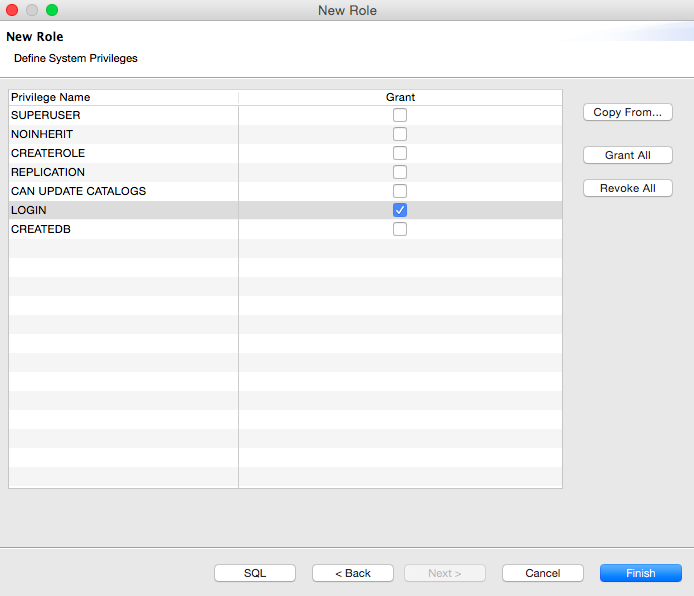 New Role
New Role
Define System Privileges
Privilege Name Grant
SUPERUSER
NOINHERIT
CREATEROLE
REPLICATION
CAN UPDATE CATALOGS
LOGIN
CREATEDB
Copy From...
Grant All
Revoke All
SQL < Back Next > Cancel Finish